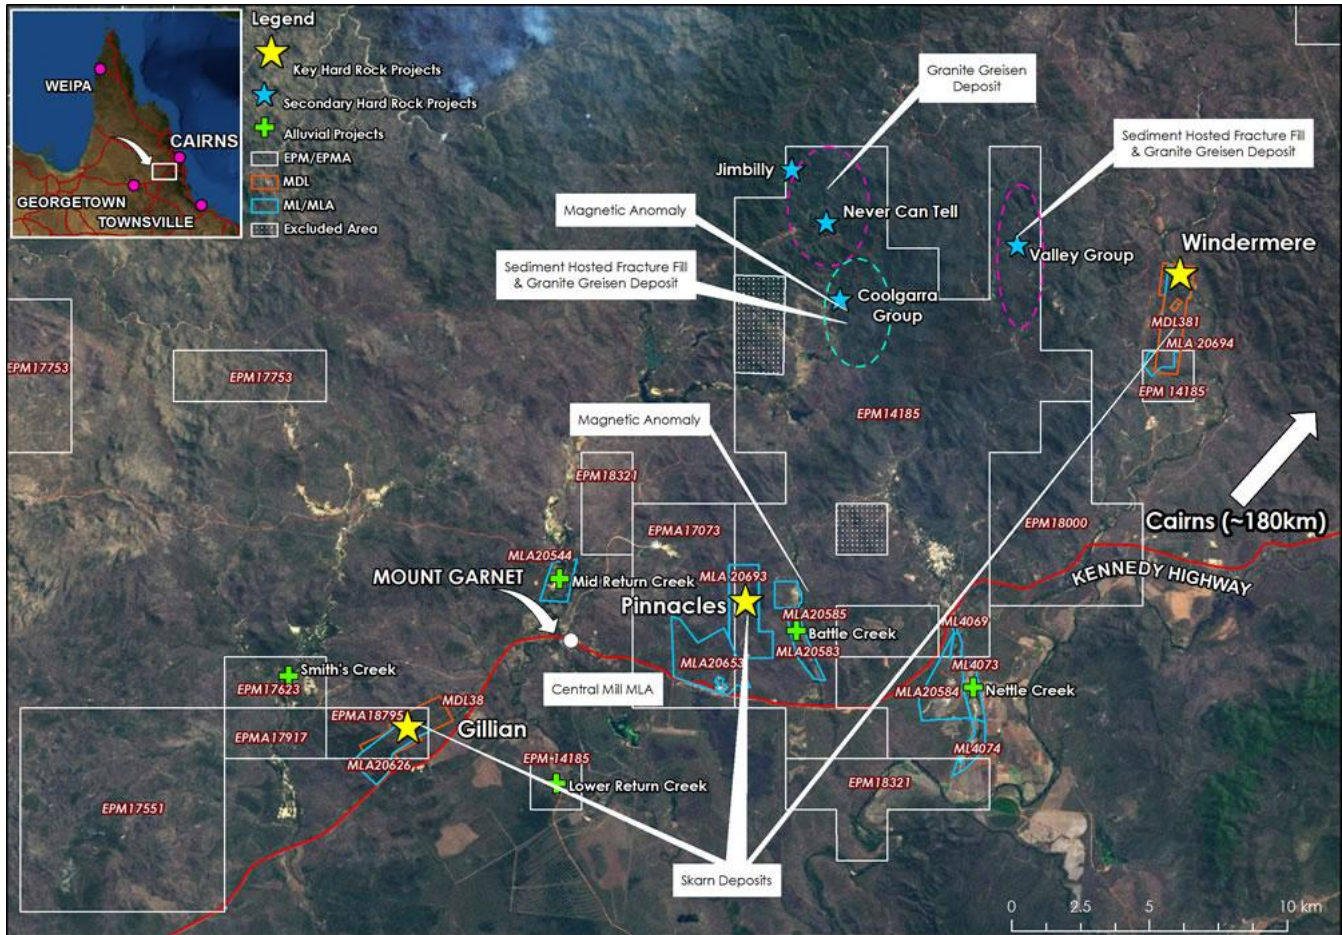 WEIPA
CAIRNS
GEORGETOWN
TOWNSVILLE
Legend
Key Hard Rock Projects
Secondary Hard Rock Projects
Alluvial Projects
EPM/EPMA
MDL
ML/MLA
Excluded Area
Granite Greisen
Deposit
Sediment Hosted Fracture Fill
& Granite Greisen Deposit
Jimbilly
Magnetic Anomaly
Never Can Tell
Valley Group
Windermere
Sediment Hosted Fracture Fill
& Granite Greisen Deposit
Coolgarra
Group
MDL381
MLA 20694
EPM 14185
EPM17753
EPM17753
EPM14185
Magnetic Anomaly
EPM18321
EPMA17073
EPM18000
Cairns (~180km)
KENNEDY HIGHWAY
MLA20544
Mid Return Creek
MOUNT GARNET
MLA 20693
Pinnacles
MLA20585
Battle Creek
MLA20583
MLA20653
ML4069
ML4073
MLA20584
Nettle Creek
ML4074
Smith's Creek
EPM17623
Central Mill MLA
MDL38
EPMA18795
Gillian
EPMA17917
MLA20626
EPM 14185
Lower Return Creek
EPM18321
EPM17551
Skarn Deposits
0 2.5 5 10 km